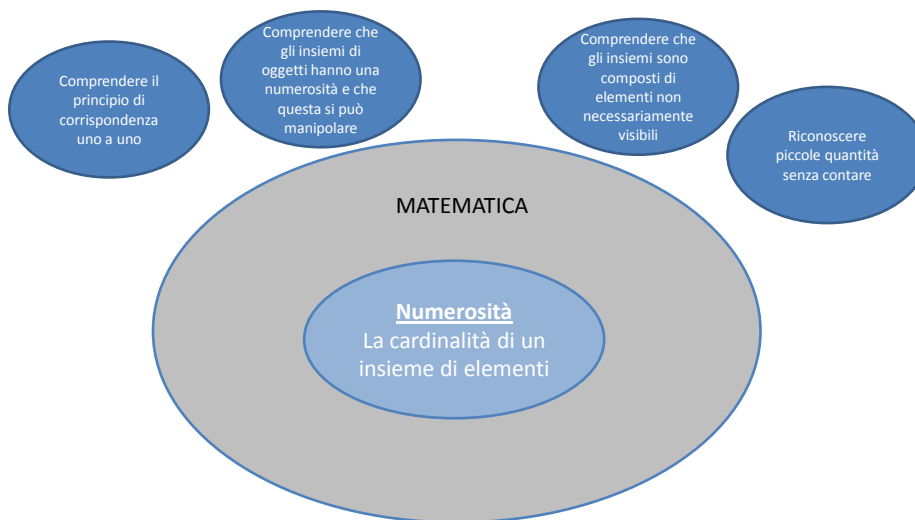 Comprendere il
principio di
corrispondenza
uno a uno
Comprendere che
gli insiemi di
oggetti hanno una
numerosità e che
questa si può
manipolare
Comprendere che
gli insiemi sono
composti di
elementi non
necessariamente
visibili
Riconoscere
piccole quantità
senza contare
MATEMATICA
Numerosità
La cardinalità di un
insieme di elementi